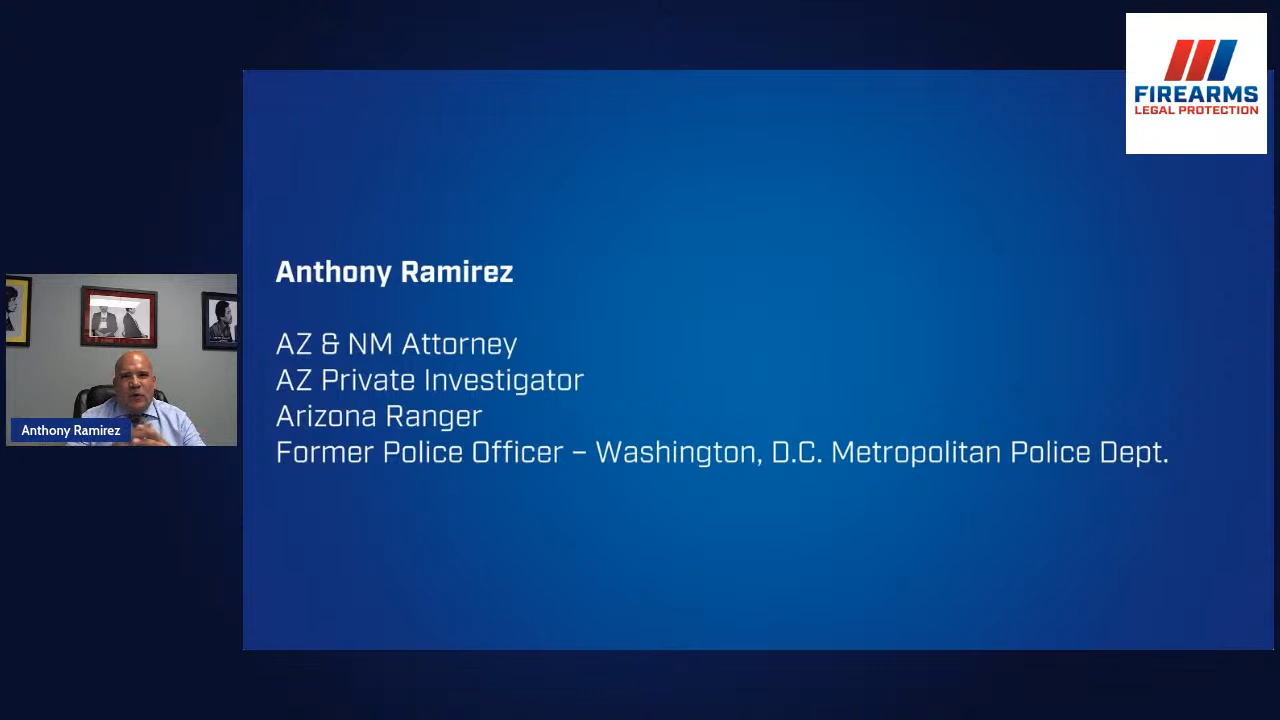 FIREARMS
LEGAL PROTECTION
Anthony Ramirez
AZ & NM Attorney
AZ Private Investigator
Arizona Ranger
Former Police Officer – Washington, D.C. Metropolitan Police Dept.
Anthony Ramirez